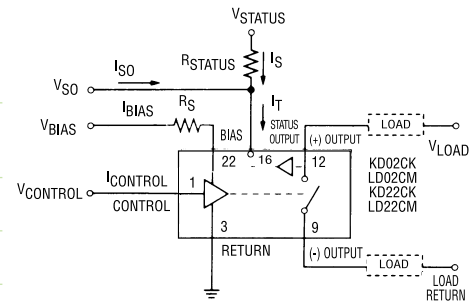 VSTATUS
RSTATUS
IS
VSO
ISO
IT
IBIAS
RS
VBIAS
BIAS
STATUS
OUTPUT
(+) OUTPUT
LOAD
VLOAD
22
16
12
KD02CK
LD02CM
KD22CK
LD22CM
VCONTROL
ICONTROL
CONTROL
1
3
9
RETURN
(-) OUTPUT
LOAD
LOAD
RETURN